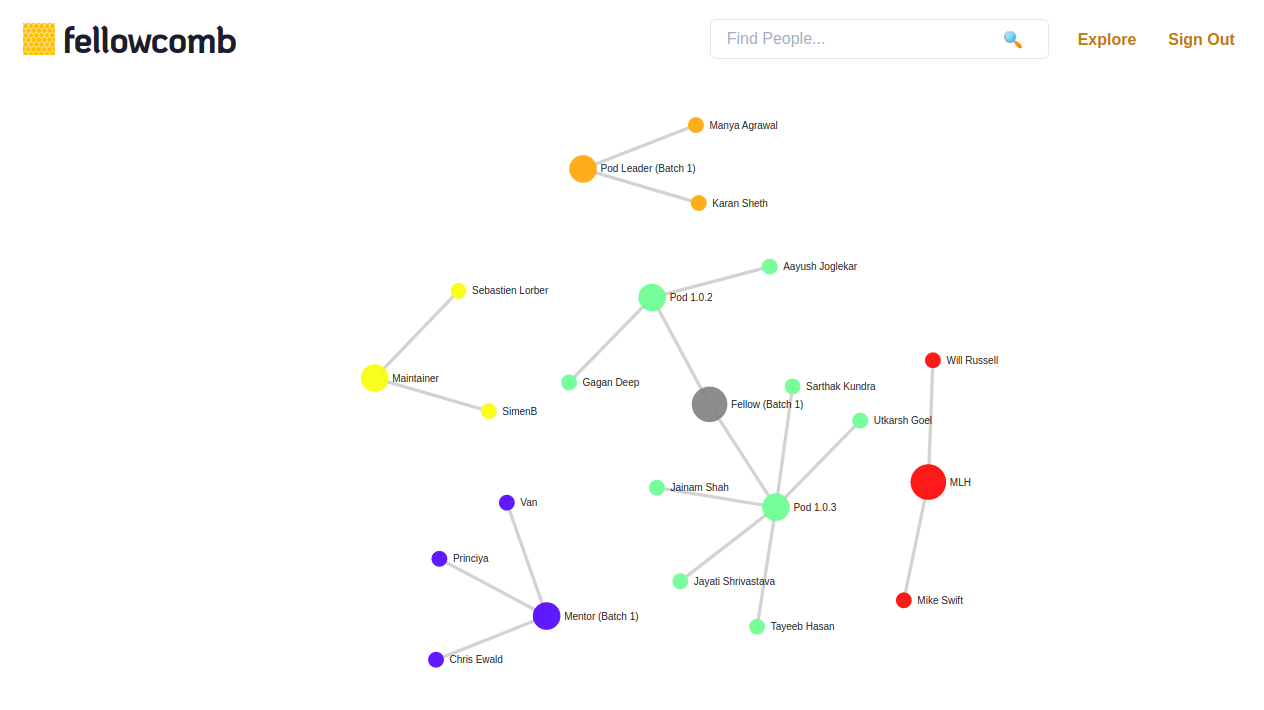 fellowcomb
Find People...
Explore
Sign Out
Manya Agrawal
Pod Leader (Batch 1)
Karan Sheth
Aayush Joglekar
Sebastien Lorber
Pod 1.0.2
Will Russell
Maintainer
Gagan Deep
Sarthak Kundra
Fellow (Batch 1)
SimenB
Utkarsh Goel
MLH
Jainam Shah
Van
Pod 1.0.3
Princiya
Jayati Shrivastava
Mike Swift
Mentor (Batch 1)
Tayeeb Hasan
Chris Ewald